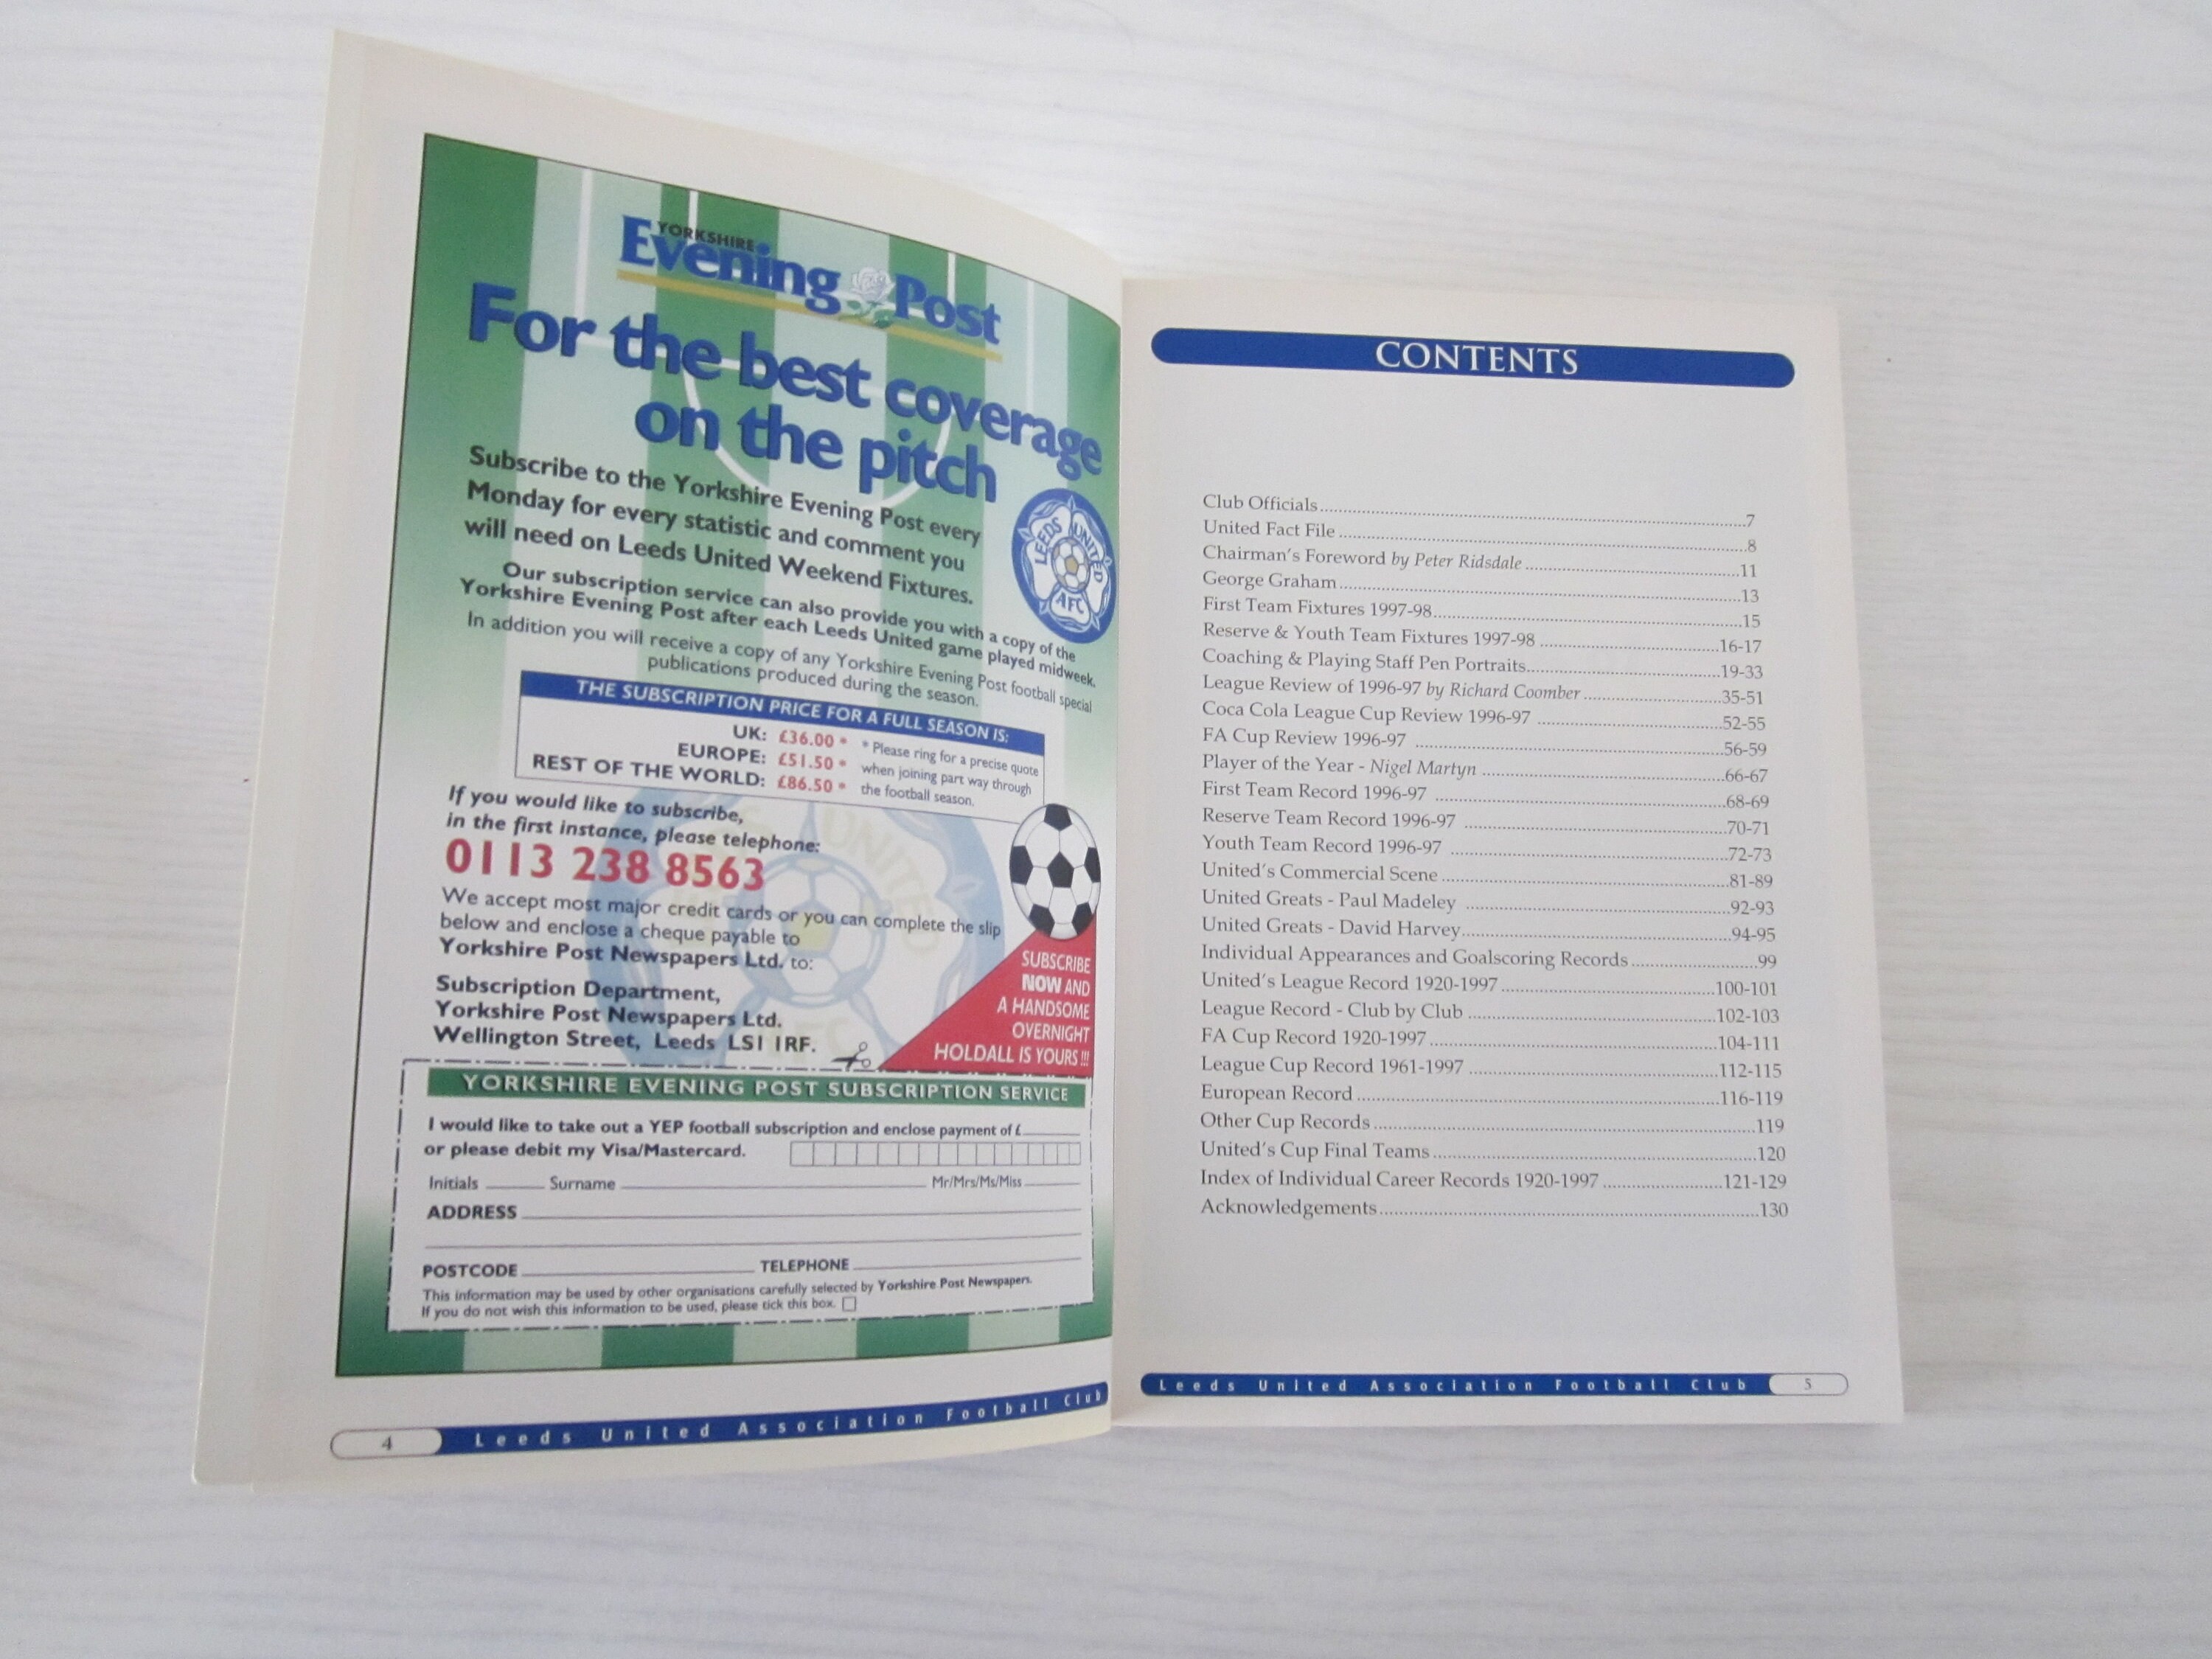 YORKSHIRE
Evening Post
For the best coverage
on the pitch
Subscribe to the Yorkshire Evening Post every
Monday for every statistic and comment you
will need on Leeds United Weekend Fixtures.
LEEDS UNITED
AFC
Our subscription service can also provide you with a copy of the
Yorkshire Evening Post after each Leeds United game played midweek.
In addition you will receive a copy of any Yorkshire Evening Post football special
publications produced during the season.
THE SUBSCRIPTION PRICE FOR A FULL SEASON IS:
UK: £36.00 *
EUROPE: £51.50 *
REST OF THE WORLD: £86.50 *
* Please ring for a precise quote
when joining part way through
the football season.
If you would like to subscribe,
in the first instance, please telephone:
0113 238 8563
We accept most major credit cards or you can complete the slip
below and enclose a cheque payable to
Yorkshire Post Newspapers Ltd. to:
Subscription Department,
Yorkshire Post Newspapers Ltd.
Wellington Street, Leeds LS1 1RF.
UNITED
SUBSCRIBE
NOW AND
A HANDSOME
OVERNIGHT
HOLDALL IS YOURS !!!
YORKSHIRE EVENING POST SUBSCRIPTION SERVICE
I would like to take out a YEP football subscription and enclose payment of £
or please debit my Visa/Mastercard.
Initials Surname Mr/Mrs/Ms/Miss
ADDRESS
POSTCODE TELEPHONE
This information may be used by other organisations carefully selected by Yorkshire Post Newspapers.
If you do not wish this information to be used, please tick this box.
4 Leeds United Association Football Club
CONTENTS
Club Officials 7
United Fact File 8
Chairman's Foreword by Peter Ridsdale 11
George Graham 13
First Team Fixtures 1997-98 15
Reserve & Youth Team Fixtures 1997-98 16-17
Coaching & Playing Staff Pen Portraits 19-33
League Review of 1996-97 by Richard Coomber 35-51
Coca Cola League Cup Review 1996-97 52-55
FA Cup Review 1996-97 56-59
Player of the Year - Nigel Martyn 66-67
First Team Record 1996-97 68-69
Reserve Team Record 1996-97 70-71
Youth Team Record 1996-97 72-73
United's Commercial Scene 81-89
United Greats - Paul Madeley 92-93
United Greats - David Harvey 94-95
Individual Appearances and Goalscoring Records 99
United's League Record 1920-1997 100-101
League Record - Club by Club 102-103
FA Cup Record 1920-1997 104-111
League Cup Record 1961-1997 112-115
European Record 116-119
Other Cup Records 119
United's Cup Final Teams 120
Index of Individual Career Records 1920-1997 121-129
Acknowledgements 130
Leeds United Association Football Club 5